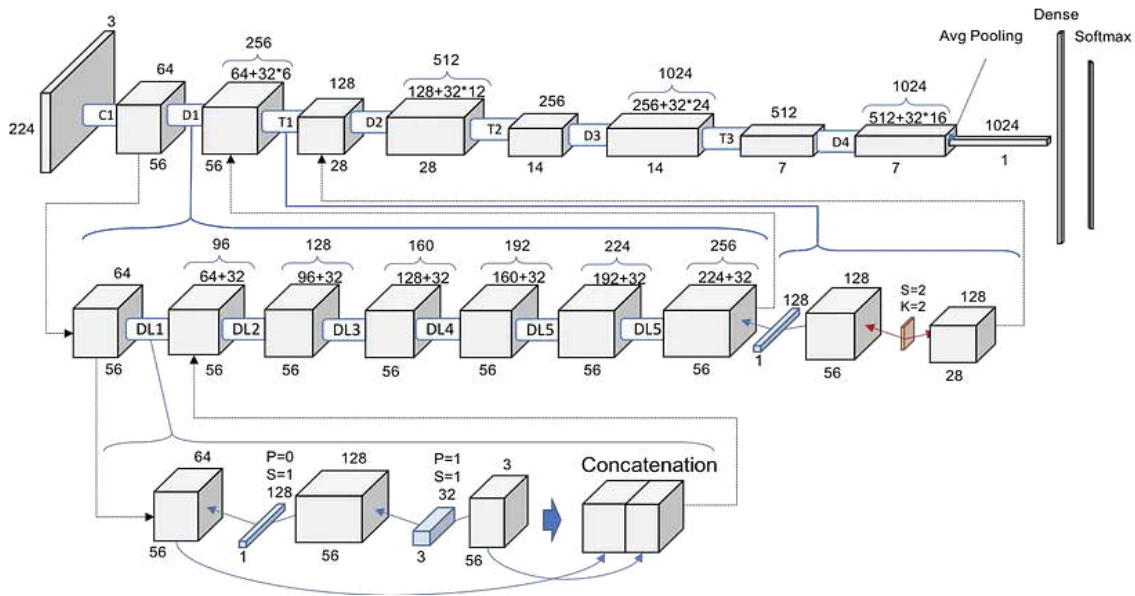 3
224
C1
64
56
D1
256
64+32*6
56
T1
128
28
D2
512
128+32*12
28
T2
256
14
D3
1024
256+32*24
14
T3
512
7
D4
1024
512+32*16
7
Avg Pooling
1024
1
Dense
Softmax
64
56
DL1
96
64+32
56
DL2
128
96+32
56
DL3
160
128+32
56
DL4
192
160+32
56
DL5
224
192+32
56
DL5
256
224+32
56
128
1
128
56
S=2
K=2
128
28
64
56
P=0
S=1
128
1
128
56
P=1
S=1
32
3
3
56
Concatenation